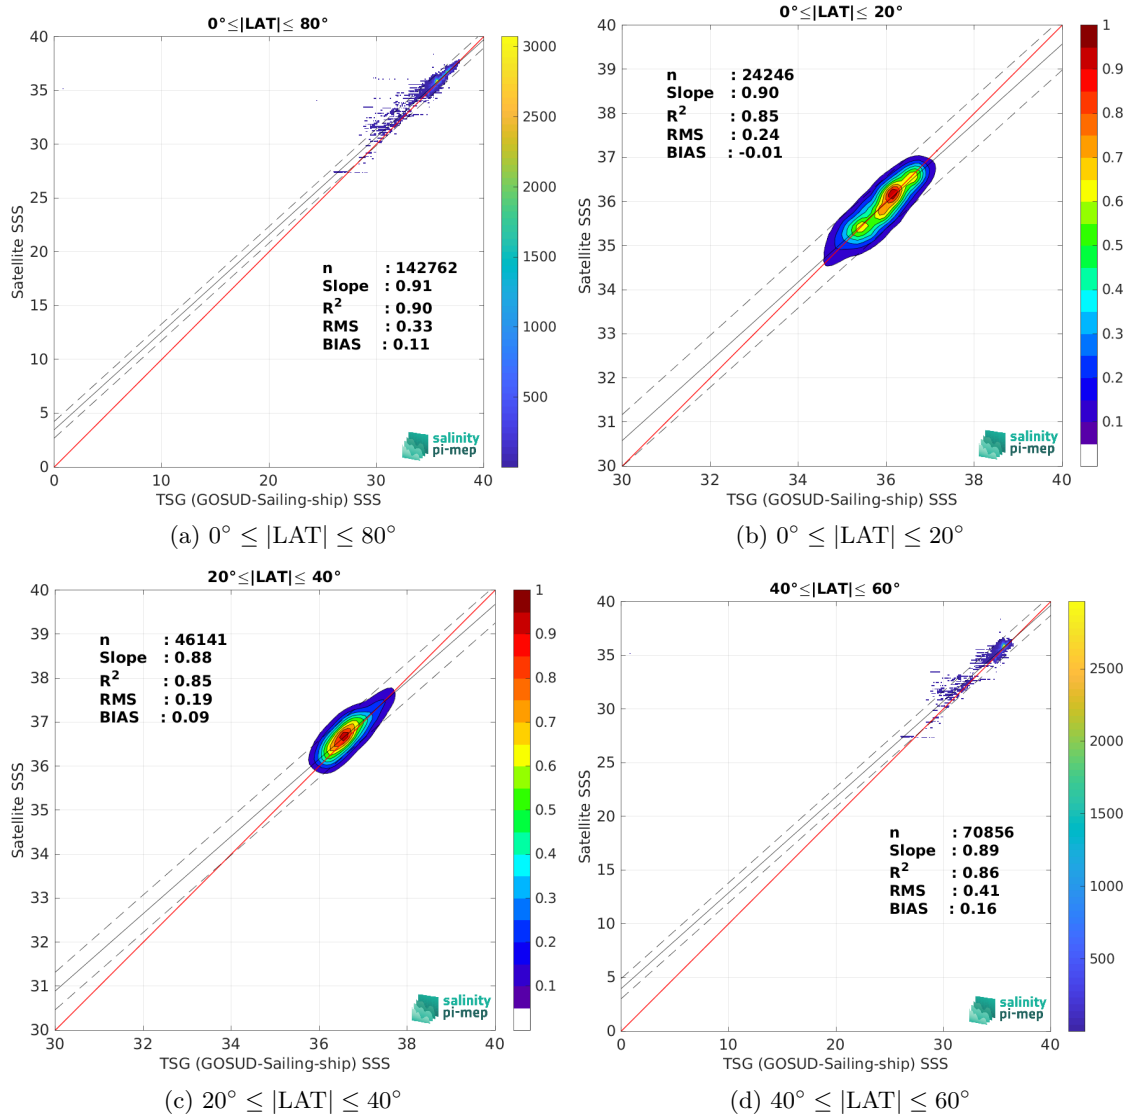 0°≤|LAT|≤ 80°
40
35
30
25
20
15
10
5
0
0
10
20
30
40
Satellite SSS
TSG (GOSUD-Sailing-ship) SSS
n : 142762
Slope : 0.91
R² : 0.90
RMS : 0.33
BIAS : 0.11
salinity
pi-mep
3000
2500
2000
1500
1000
500
(a) 0° ≤ |LAT| ≤ 80°
0°≤|LAT|≤ 20°
40
39
38
37
36
35
34
33
32
31
30
30
32
34
36
38
40
Satellite SSS
TSG (GOSUD-Sailing-ship) SSS
n : 24246
Slope : 0.90
R² : 0.85
RMS : 0.24
BIAS : -0.01
salinity
pi-mep
1
0.9
0.8
0.7
0.6
0.5
0.4
0.3
0.2
0.1
(b) 0° ≤ |LAT| ≤ 20°
20°≤|LAT|≤ 40°
40
39
38
37
36
35
34
33
32
31
30
30
32
34
36
38
40
Satellite SSS
TSG (GOSUD-Sailing-ship) SSS
n : 46141
Slope : 0.88
R² : 0.85
RMS : 0.19
BIAS : 0.09
salinity
pi-mep
1
0.9
0.8
0.7
0.6
0.5
0.4
0.3
0.2
0.1
(c) 20° ≤ |LAT| ≤ 40°
40°≤|LAT|≤ 60°
40
35
30
25
20
15
10
5
0
0
10
20
30
40
Satellite SSS
TSG (GOSUD-Sailing-ship) SSS
n : 70856
Slope : 0.89
R² : 0.86
RMS : 0.41
BIAS : 0.16
salinity
pi-mep
2500
2000
1500
1000
500
(d) 40° ≤ |LAT| ≤ 60°